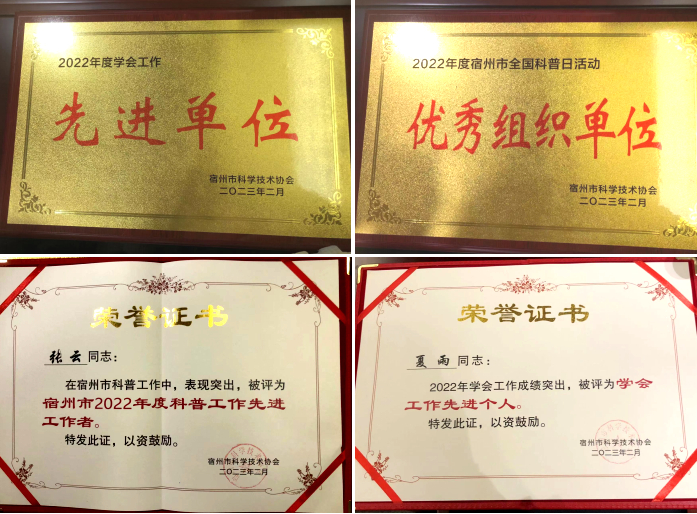 2022年度学会工作
先进单位
宿州市科学技术协会
二〇二三年二月
2022年度宿州市全国科普日活动
优秀组织单位
宿州市科学技术协会
二〇二三年二月
荣誉证书
张云同志：
在宿州市科普工作中，表现突出，被评为
宿州市2022年度科普工作先进
工作者。
特发此证，以资鼓励。
宿州市科学技术协会
二〇二三年二月
荣誉证书
夏雨同志：
2022年学会工作成绩突出，被评为学会
工作先进个人。
特发此证，以资鼓励。
宿州市科学技术协会
二〇二三年二月